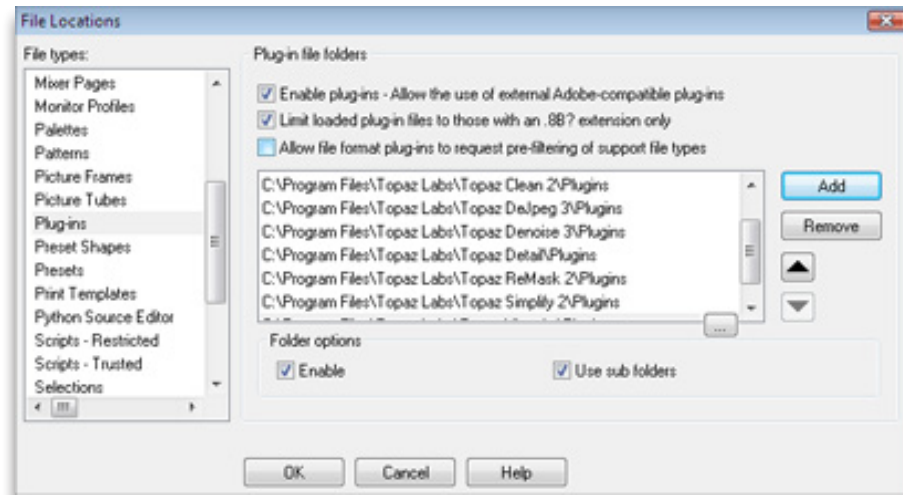 File Locations
File types:
Mixer Pages
Monitor Profiles
Palettes
Patterns
Picture Frames
Picture Tubes
Plug-ins
Preset Shapes
Presets
Print Templates
Python Source Editor
Scripts - Restricted
Scripts - Trusted
Selections
Plug-in file folders
Enable plug-ins - Allow the use of external Adobe-compatible plug-ins
Limit loaded plug-in files to those with an .8B? extension only
Allow file format plug-ins to request pre-filtering of support file types
C:\Program Files\Topaz Labs\Topaz Clean 2\Plugins
C:\Program Files\Topaz Labs\Topaz DeJpeg 3\Plugins
C:\Program Files\Topaz Labs\Topaz Denoise 3\Plugins
C:\Program Files\Topaz Labs\Topaz Detail\Plugins
C:\Program Files\Topaz Labs\Topaz ReMask 2\Plugins
C:\Program Files\Topaz Labs\Topaz Simplify 2\Plugins
Add
Remove
...
Folder options
Enable
Use sub folders
OK
Cancel
Help